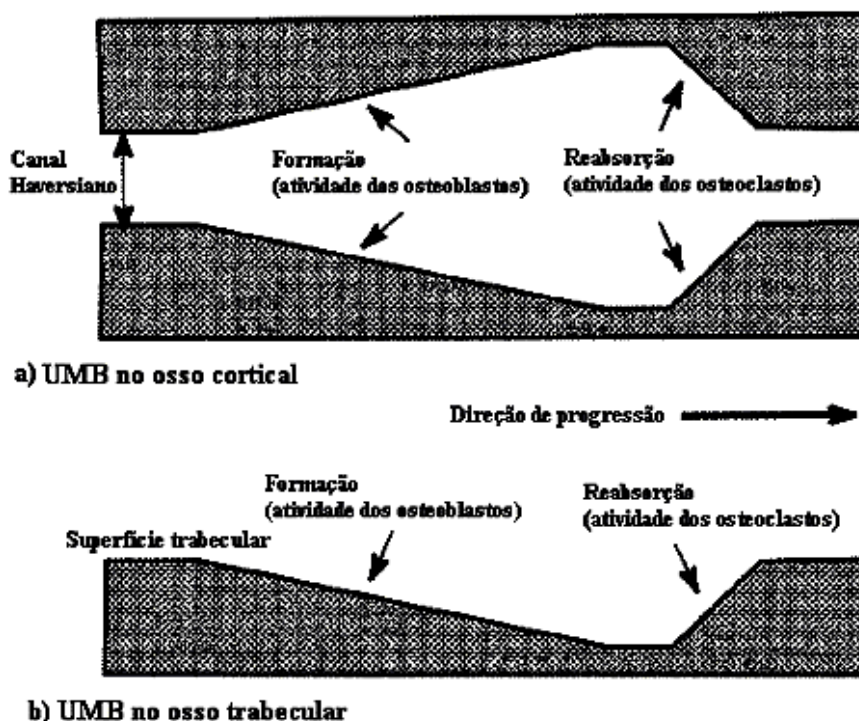 Canal
Haversiano
Formação
(atividade dos osteoblastos)
Reabsorção
(atividade dos osteoclastos)
a) UMB no osso cortical
Direção de progressão
Formação
(atividade dos osteoblastos)
Reabsorção
(atividade dos osteoclastos)
Superfície trabecular
b) UMB no osso trabecular